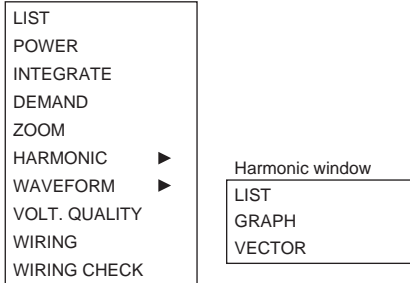 LIST
POWER
INTEGRATE
DEMAND
ZOOM
HARMONIC ►
WAVEFORM ►
VOLT. QUALITY
WIRING
WIRING CHECK
Harmonic window
LIST
GRAPH
VECTOR